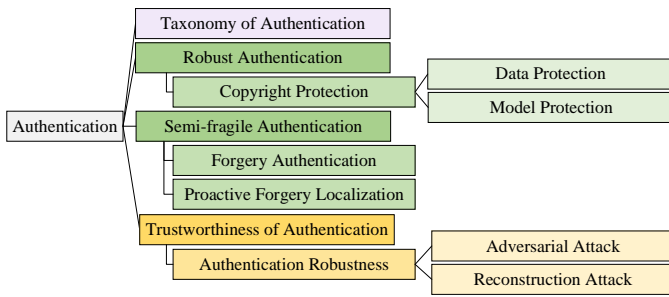 Taxonomy of Authentication
Robust Authentication
Copyright Protection
Data Protection
Model Protection
Authentication
Semi-fragile Authentication
Forgery Authentication
Proactive Forgery Localization
Trustworthiness of Authentication
Authentication Robustness
Adversarial Attack
Reconstruction Attack